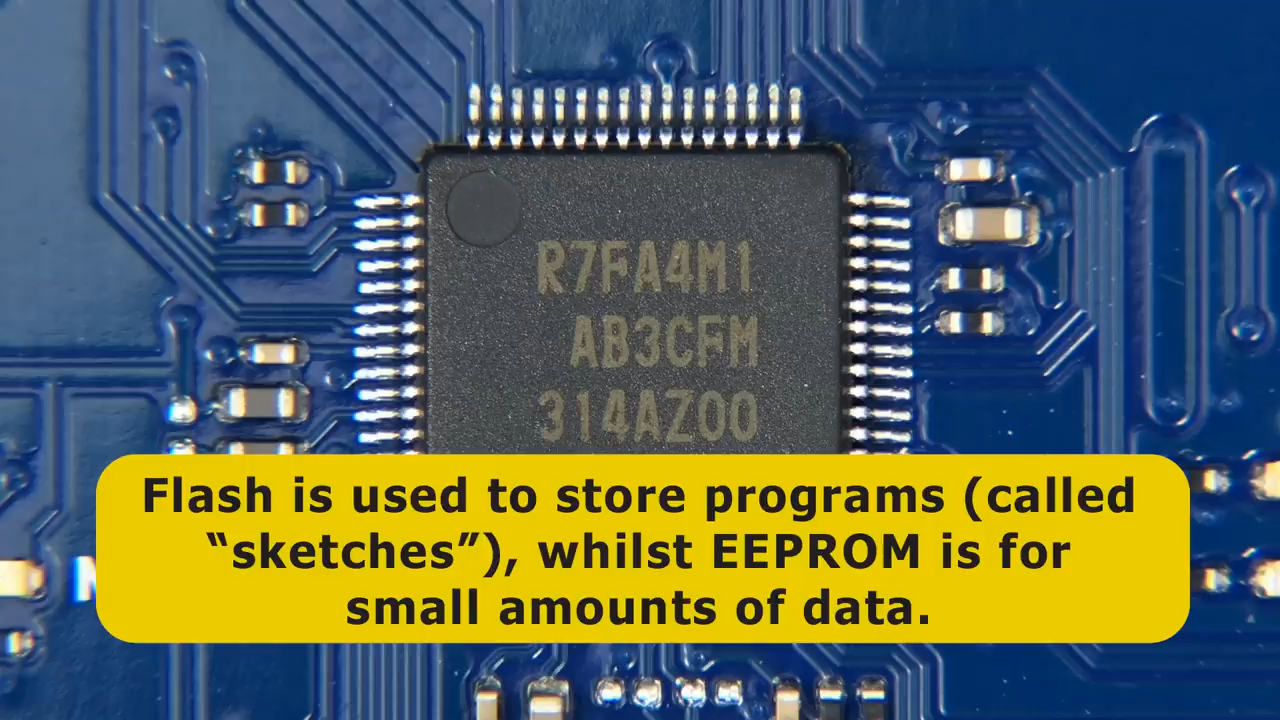 R7FA4M1
AB3CFM
314AZ00
Flash is used to store programs (called
“sketches”), whilst EEPROM is for
small amounts of data.